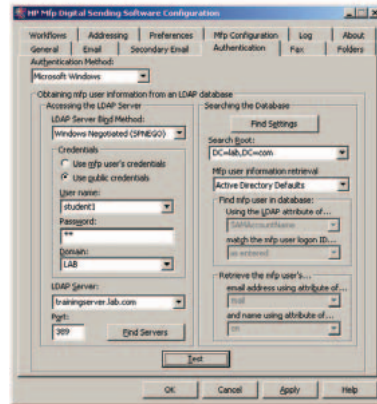 HP Mfp Digital Sending Software Configuration
Workflows Addressing Preferences Mfp Configuration Log About
General Email Secondary Email Authentication Fax Folders
Authentication Method:
Microsoft Windows
Obtaining mfp user information from an LDAP database
Accessing the LDAP Server
LDAP Server Bind Method:
Windows Negotiated (SPNEGO)
Credentials
Use mfp user's credentials
Use public credentials
User name:
student1
Password:
**
Domain:
LAB
LDAP Server:
trainingserver.lab.com
Port:
389
Find Servers
Searching the Database
Find Settings
Search Root:
DC=lab,DC=com
Mfp user information retrieval
Active Directory Defaults
Find mfp user in database:
Using the LDAP attribute of...
SAMAccountName
match the mfp user logon ID...
as entered
Retrieve the mfp user's...
email address using attribute of...
mail
and name using attribute of...
cn
Test
OK Cancel Apply Help